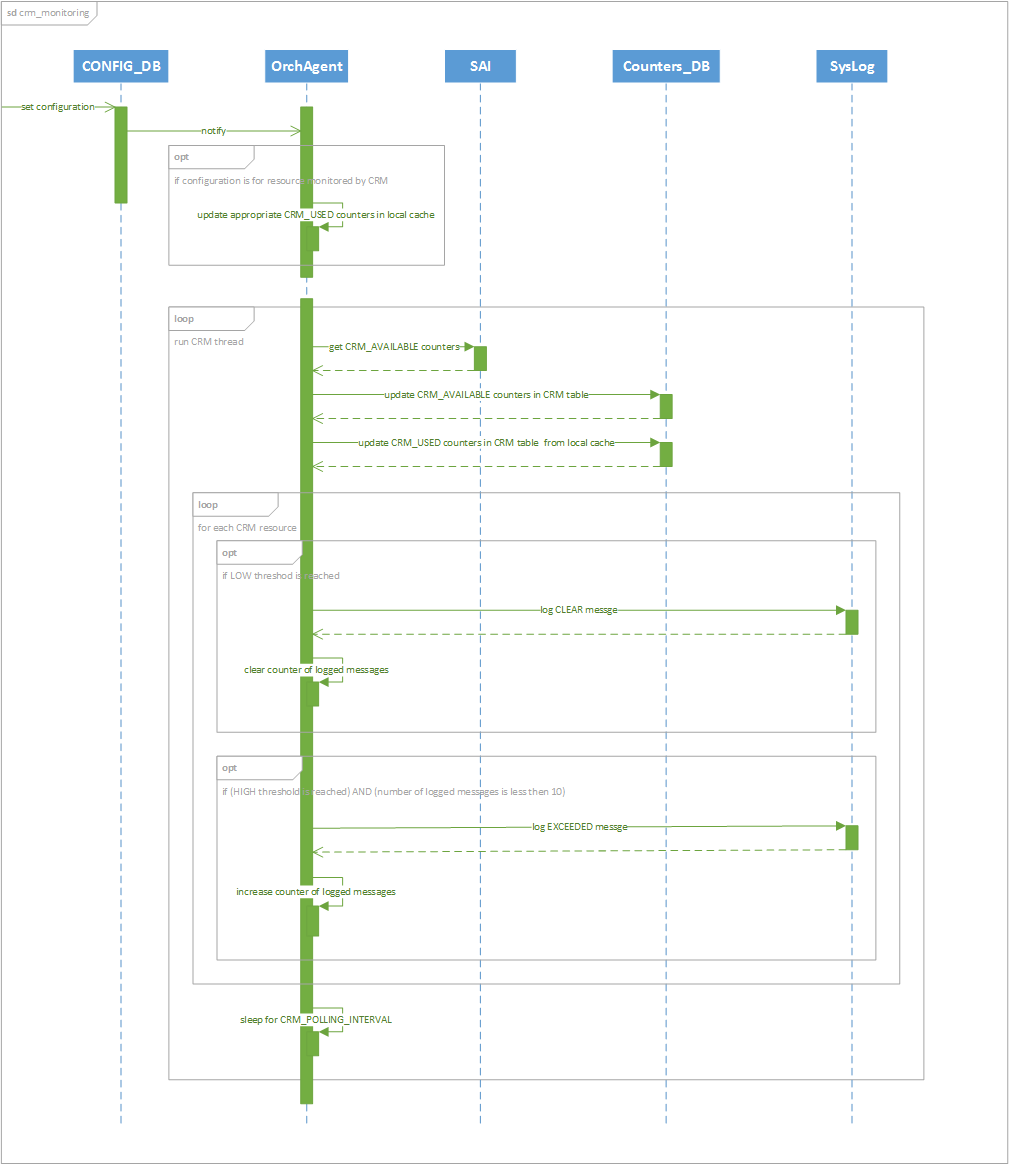 sd crm_monitoring
CONFIG_DB
OrchAgent
SAI
Counters_DB
SysLog
set configuration
notify
opt
if configuration is for resource monitored by CRM
update appropriate CRM_USED counters in local cache
loop
run CRM thread
get CRM_AVAILABLE counters
update CRM_AVAILABLE counters in CRM table
update CRM_USED counters in CRM table from local cache
loop
for each CRM resource
opt
if LOW threshod is reached
log CLEAR messge
clear counter of logged messages
opt
if (HIGH threshold is reached) AND (number of logged messages is less then 10)
log EXCEEDED messge
increase counter of logged messages
sleep for CRM_POLLING_INTERVAL